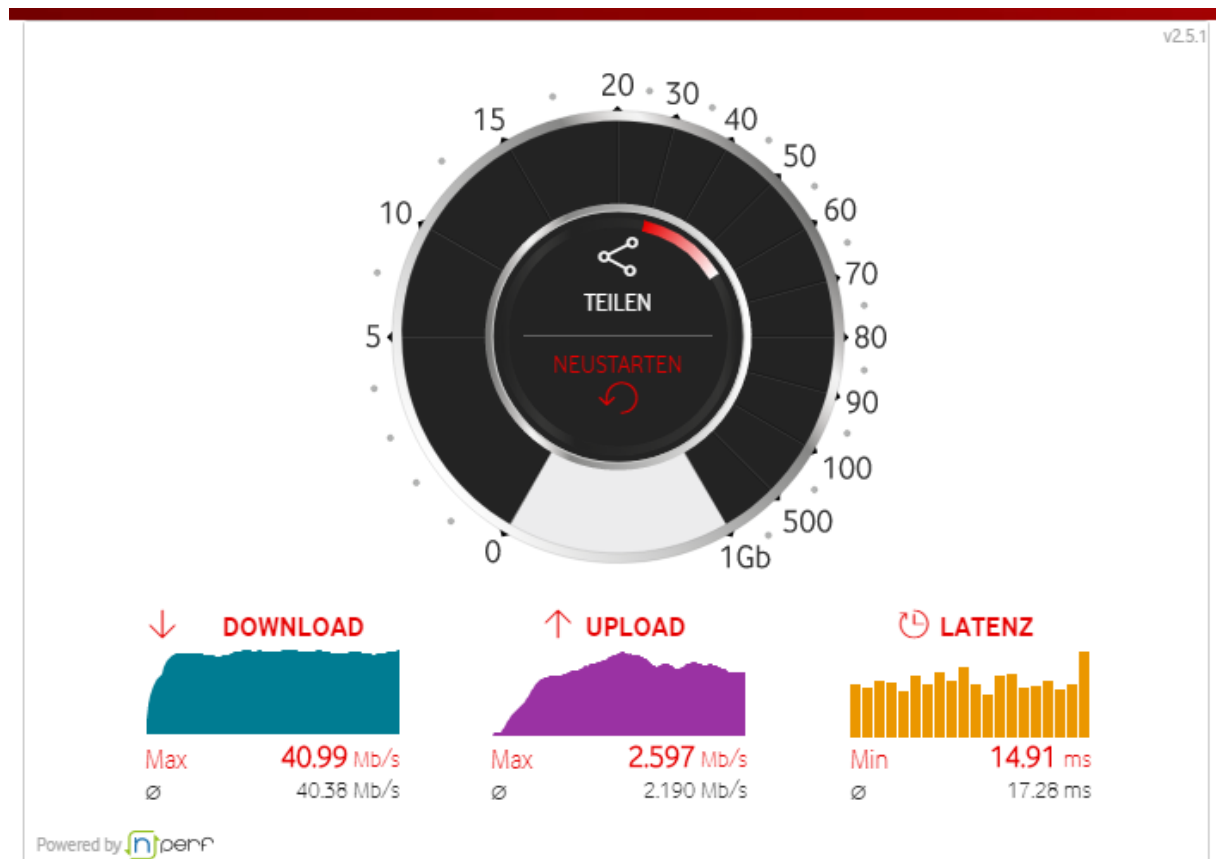 v2.5.1
20
30
15
40
50
10
60
70
5
80
90
100
500
0
1Gb
TEILEN
NEUSTARTEN
DOWNLOAD
Max 40.99 Mb/s
Ø 40.38 Mb/s
UPLOAD
Max 2.597 Mb/s
Ø 2.190 Mb/s
LATENZ
Min 14.91 ms
Ø 17.28 ms
Powered by nperf